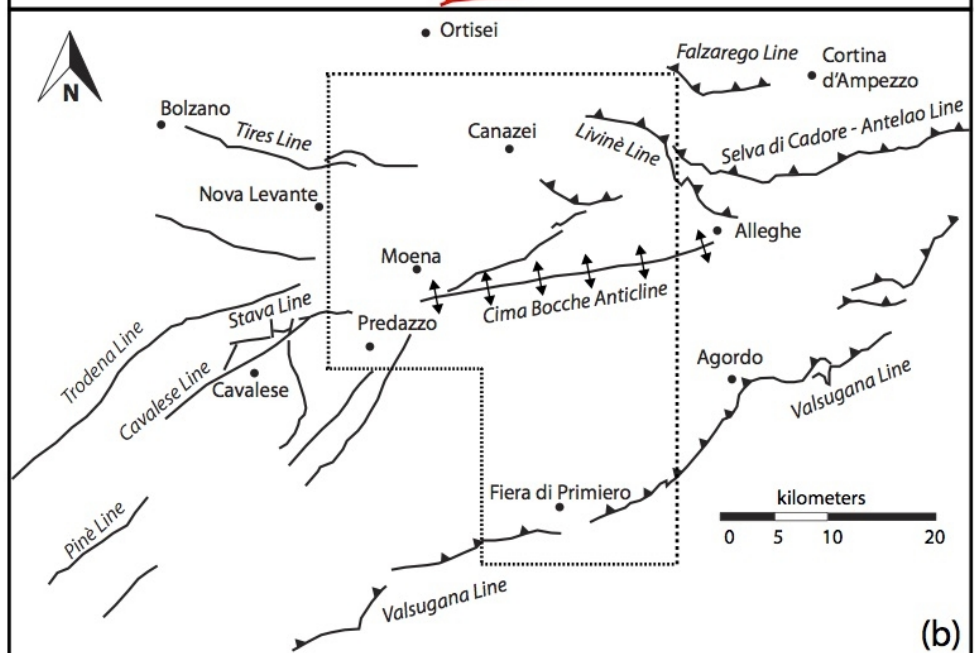 Ortisei
Falzarego Line
Cortina
d'Ampezzo
N
Bolzano
Tires Line
Canazei
Livinè Line
Selva di Cadore - Antelao Line
Nova Levante
Alleghe
Moena
Cima Bocche Anticline
Stava Line
Predazzo
Trodena Line
Agordo
Cavalese Line
Cavalese
Valsugana Line
Fiera di Primiero
kilometers
0 5 10 20
Pinè Line
Valsugana Line
(b)